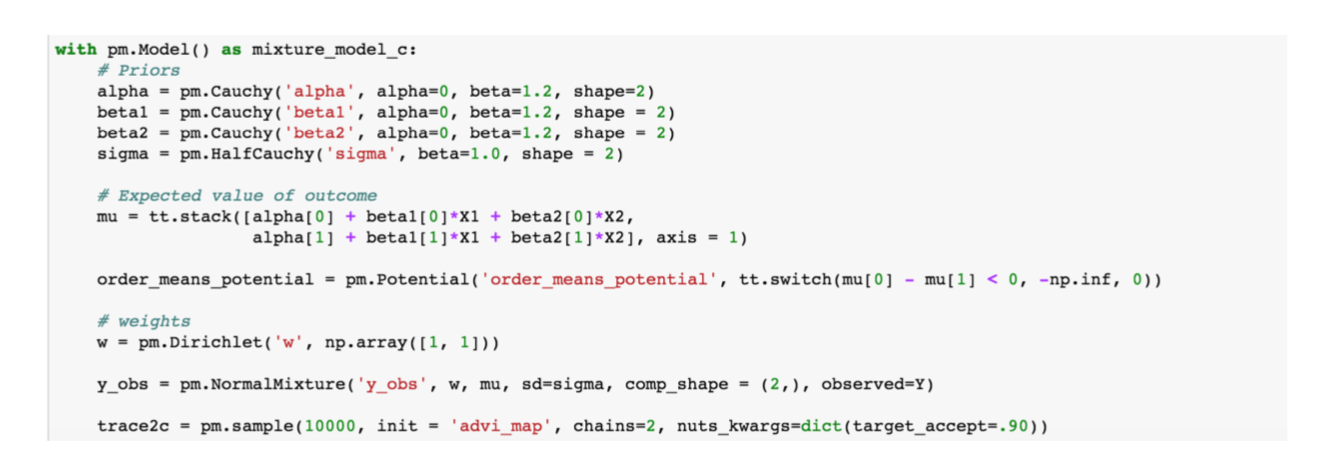 with pm.Model() as mixture_model_c:
    # Priors
    alpha = pm.Cauchy('alpha', alpha=0, beta=1.2, shape=2)
    beta1 = pm.Cauchy('beta1', alpha=0, beta=1.2, shape = 2)
    beta2 = pm.Cauchy('beta2', alpha=0, beta=1.2, shape = 2)
    sigma = pm.HalfCauchy('sigma', beta=1.0, shape = 2)
    # Expected value of outcome
    mu = tt.stack([alpha[0] + beta1[0]*X1 + beta2[0]*X2,
                   alpha[1] + beta1[1]*X1 + beta2[1]*X2], axis = 1)
    order_means_potential = pm.Potential('order_means_potential', tt.switch(mu[0] - mu[1] < 0, -np.inf, 0))
    # weights
    w = pm.Dirichlet('w', np.array([1, 1]))
    y_obs = pm.NormalMixture('y_obs', w, mu, sd=sigma, comp_shape = (2,), observed=Y)
    trace2c = pm.sample(10000, init = 'advi_map', chains=2, nuts_kwargs=dict(target_accept=.90))